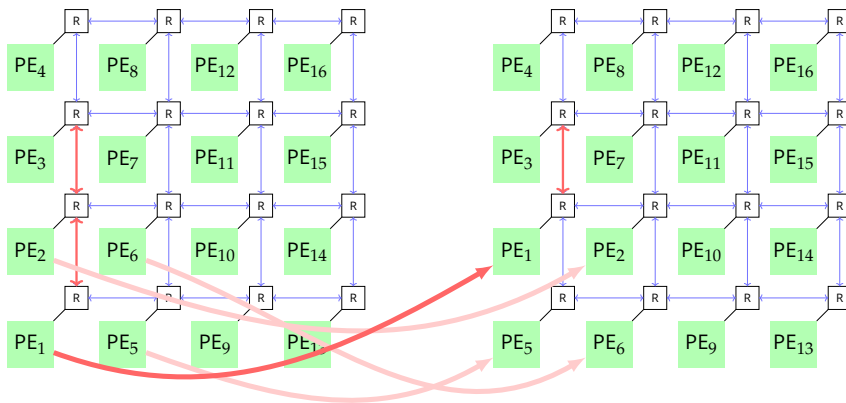 R R R R R R R R
PE4 PE8 PE12 PE16 PE4 PE8 PE12 PE16
R R R R R R R R
PE3 PE7 PE11 PE15 PE3 PE7 PE11 PE15
R R R R R R R R
PE2 PE6 PE10 PE14 PE1 PE2 PE10 PE14
R R R R R R R R
PE1 PE5 PE9 PE5 PE6 PE9 PE13